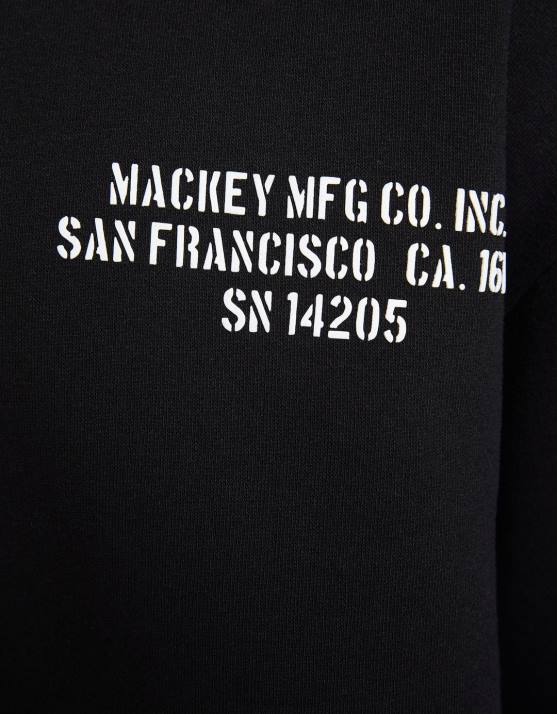 MACKEY MFG CO. INC.
SAN FRANCISCO CA.
SN 14205